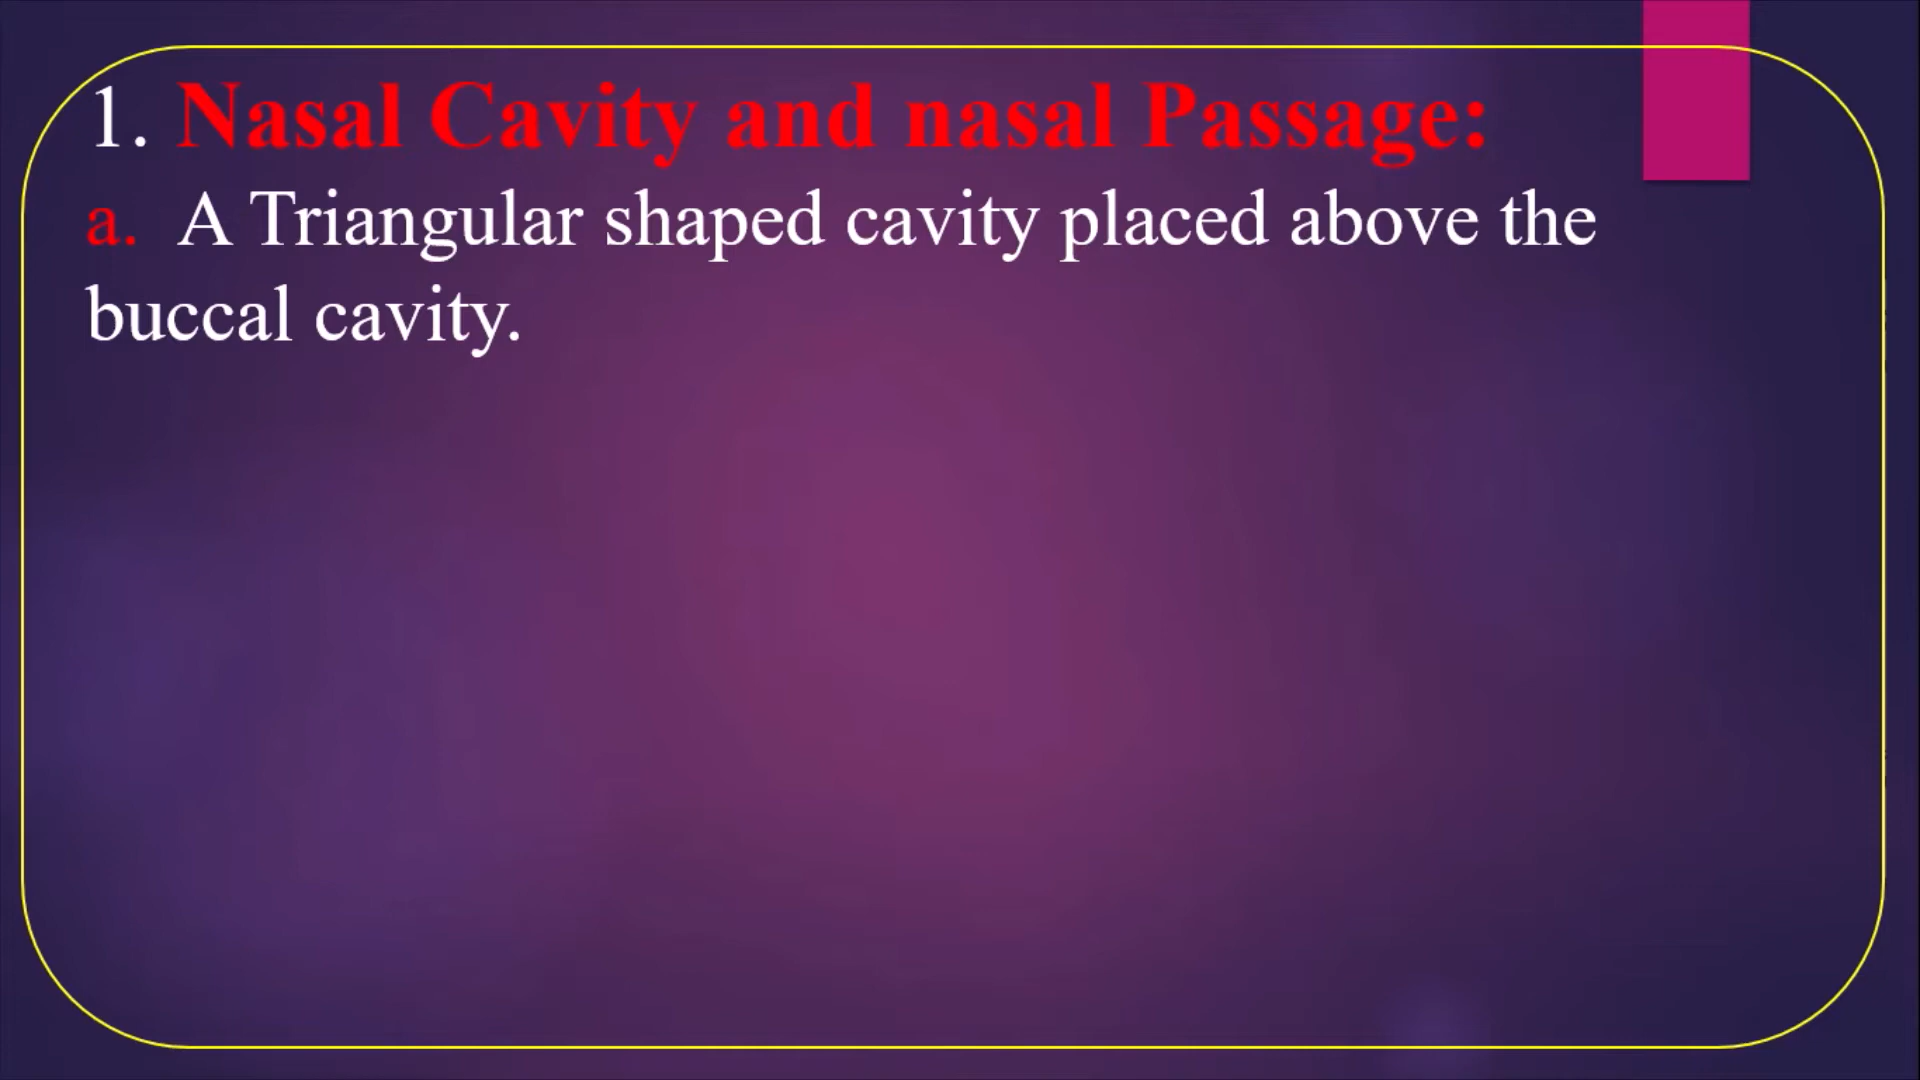 1. Nasal Cavity and nasal Passage:
a. A Triangular shaped cavity placed above the
buccal cavity.